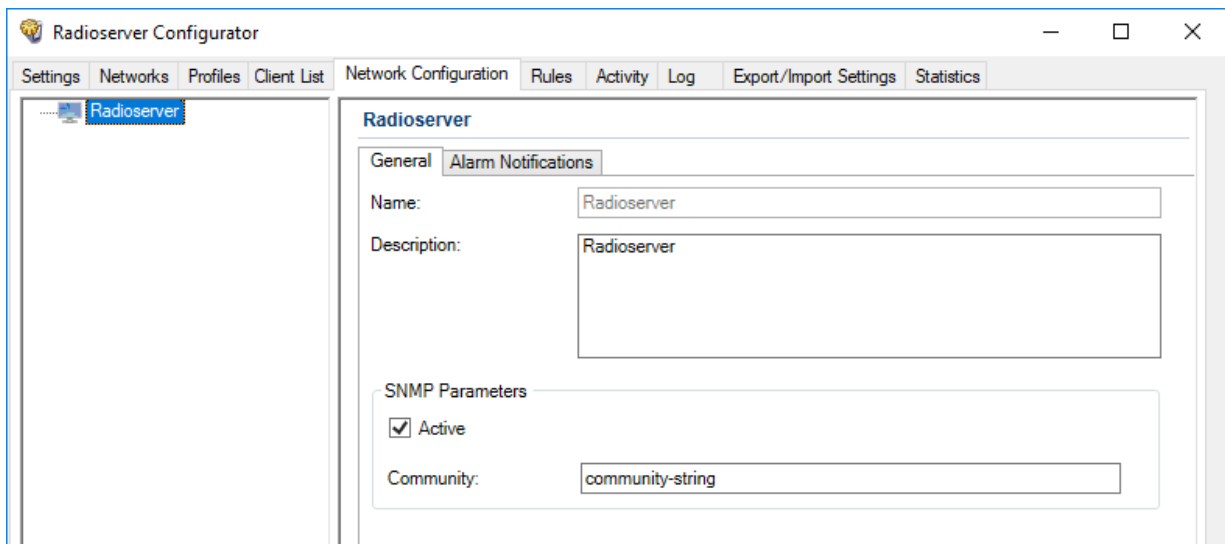 Radioserver Configurator
Settings Networks Profiles Client List Network Configuration Rules Activity Log Export/Import Settings Statistics
Radioserver
Radioserver
General Alarm Notifications
Name: Radioserver
Description: Radioserver
SNMP Parameters
Active
Community: community-string